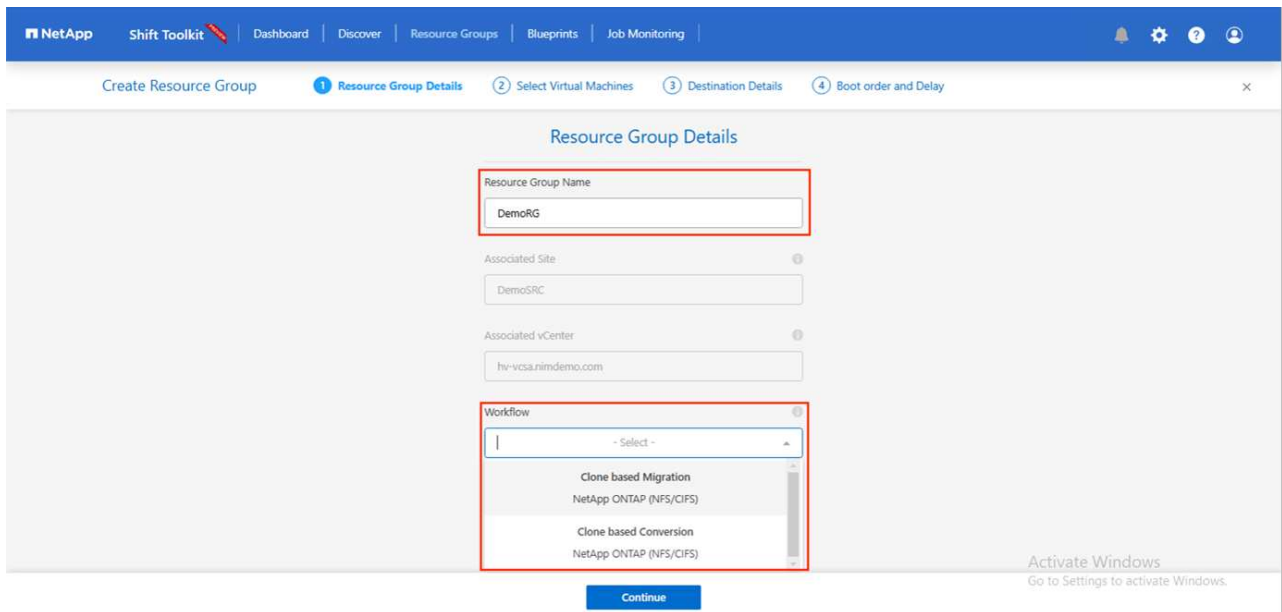 NetApp Shift Toolkit Dashboard Discover Resource Groups Blueprints Job Monitoring
Create Resource Group 1 Resource Group Details 2 Select Virtual Machines 3 Destination Details 4 Boot order and Delay
Resource Group Details
Resource Group Name
DemoRG
Associated Site
DemoSRC
Associated vCenter
hv-vcsa.nimdemo.com
Workflow
- Select -
Clone based Migration
NetApp ONTAP (NFS/CIFS)
Clone based Conversion
NetApp ONTAP (NFS/CIFS)
Activate Windows
Go to Settings to activate Windows.
Continue